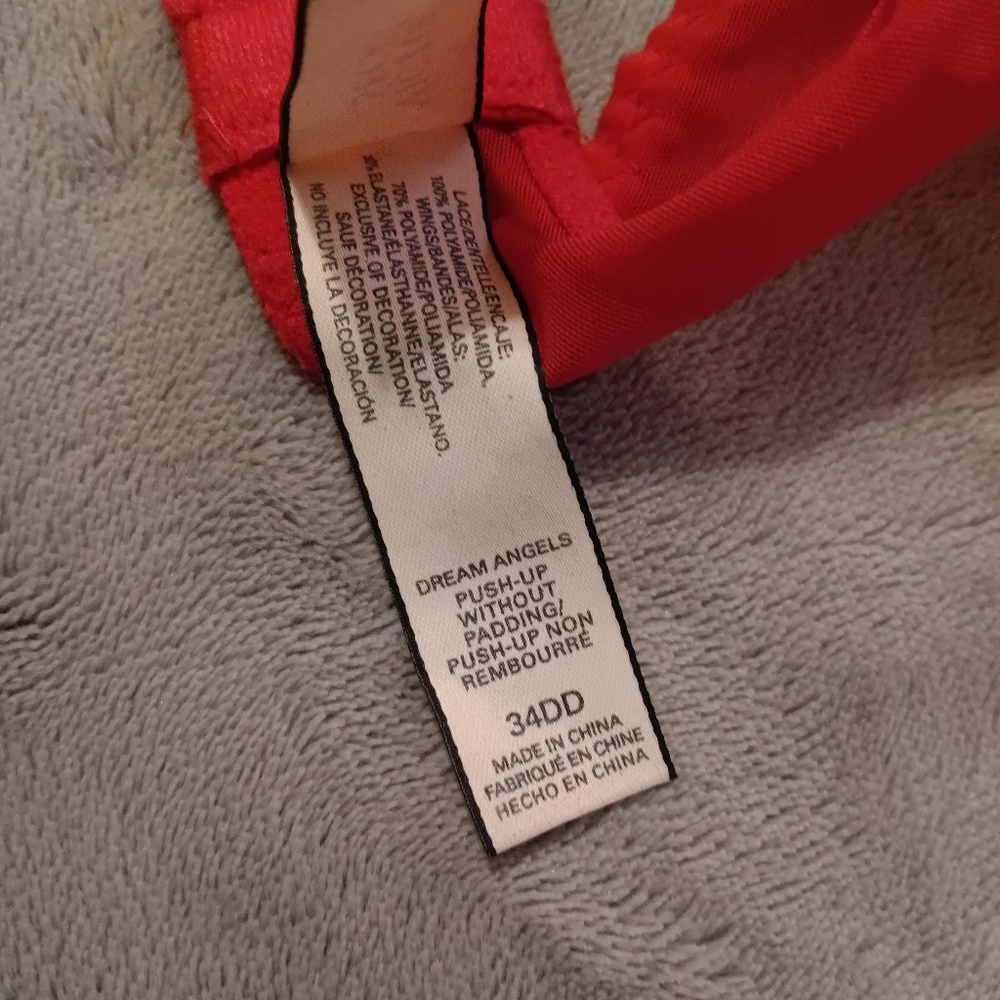 LACE/DENTELLE/ENCAJE:
100% POLYAMIDE/POLIAMIDA.
WINGS/BANDES/ALAS:
70% POLYAMIDE/POLIAMIDA
ELASTANE/ÉLASTHANNE/ELASTANO.
EXCLUSIVE OF DECORATION/
SAUF DÉCORATION/
NO INCLUYE LA DECORACIÓN
DREAM ANGELS
PUSH-UP
WITHOUT
PADDING/
PUSH-UP NON
REMBOURRÉ
34DD
MADE IN CHINA
FABRIQUÉ EN CHINE
HECHO EN CHINA